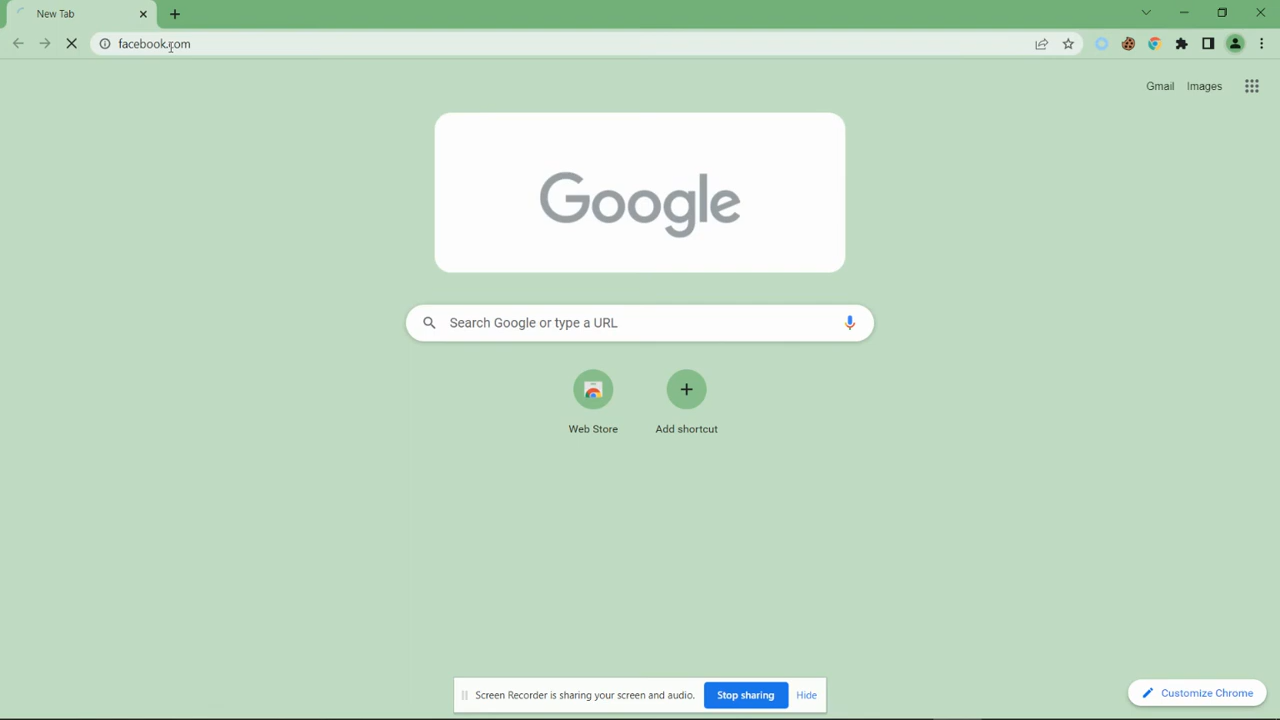 New Tab
facebook.com
Gmail Images
Google
Search Google or type a URL
Web Store
Add shortcut
Screen Recorder is sharing your screen and audio. Stop sharing Hide
Customize Chrome